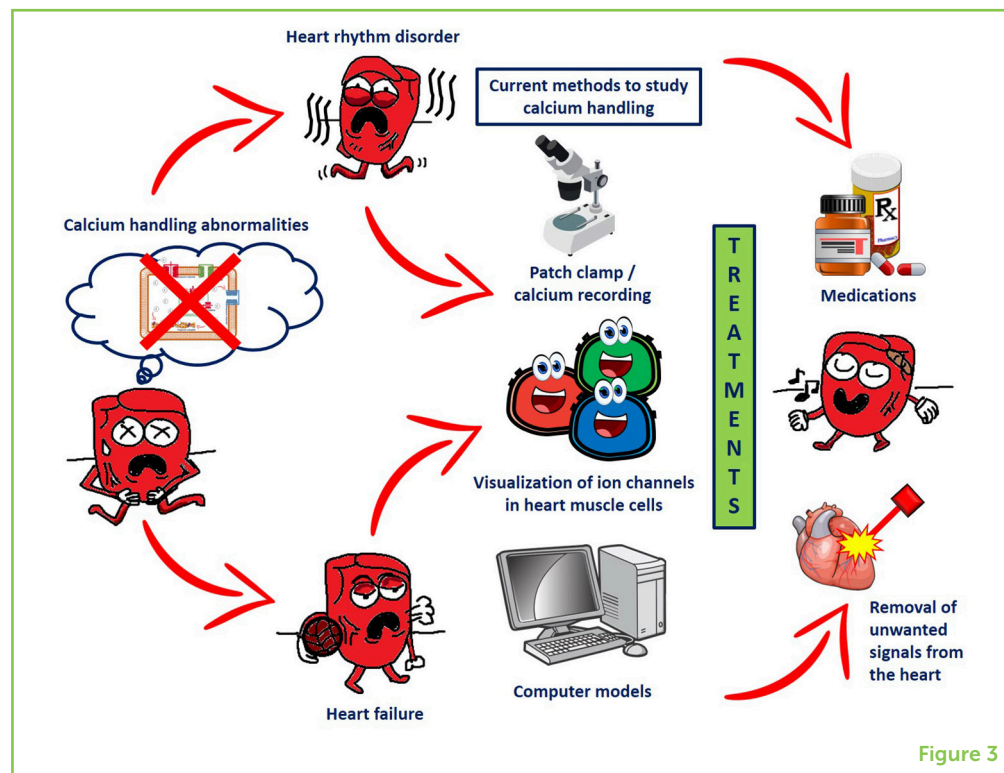 Heart rhythm disorder
Current methods to study
calcium handling
Calcium handling abnormalities
Patch clamp /
calcium recording
Rx
Medications
TREATMENTS
Visualization of ion channels
in heart muscle cells
Computer models
Heart failure
Removal of
unwanted
signals from
the heart
Figure 3